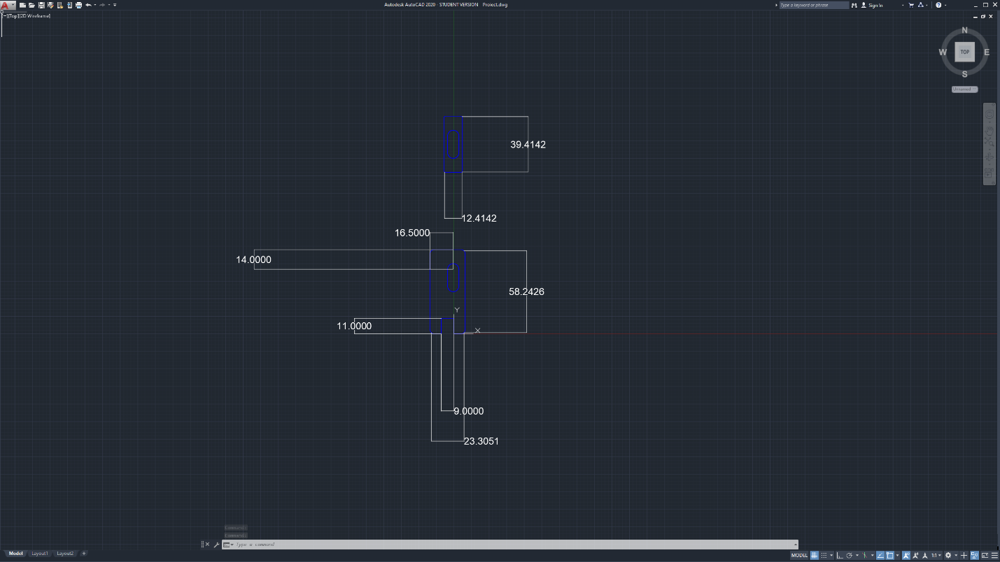 Autodesk AutoCAD 2020 - STUDENT VERSION Project.dwg
Type a keyword or phrase
Sign In
[−][Top][2D Wireframe]
N
W TOP E
S
Unnamed
39.4142
12.4142
16.5000
14.0000
58.2426
Y
11.0000
X
9.0000
23.3051
Command:
Command:
Type a command
Model Layout1 Layout2 +
MODEL
1:1